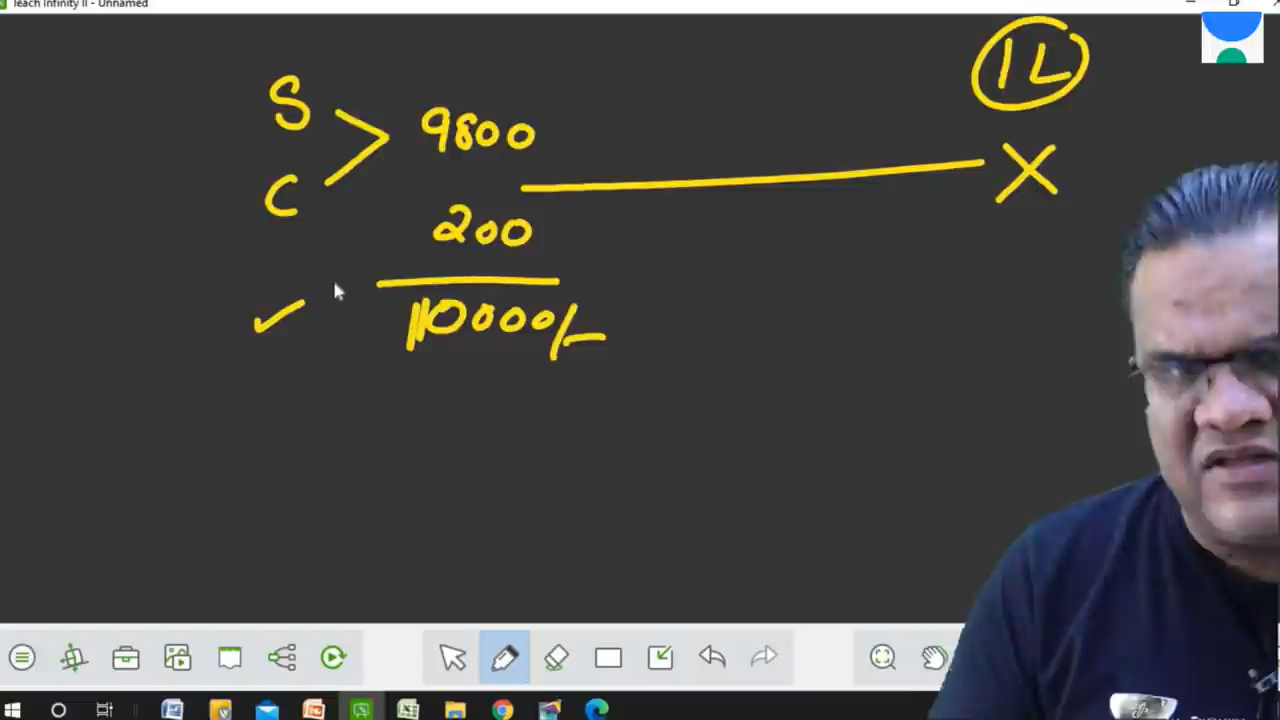 Teach Infinity II - Unnamed
1L
S
9800
C
X
200
10000/-